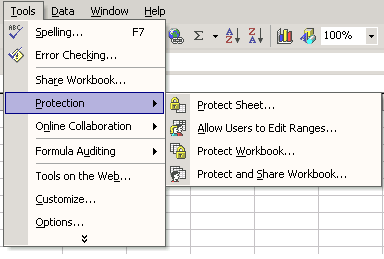 Tools Data Window Help
Spelling... F7
Error Checking...
Share Workbook...
Protection
Online Collaboration
Formula Auditing
Tools on the Web...
Customize...
Options...
100%
Protect Sheet...
Allow Users to Edit Ranges...
Protect Workbook...
Protect and Share Workbook...